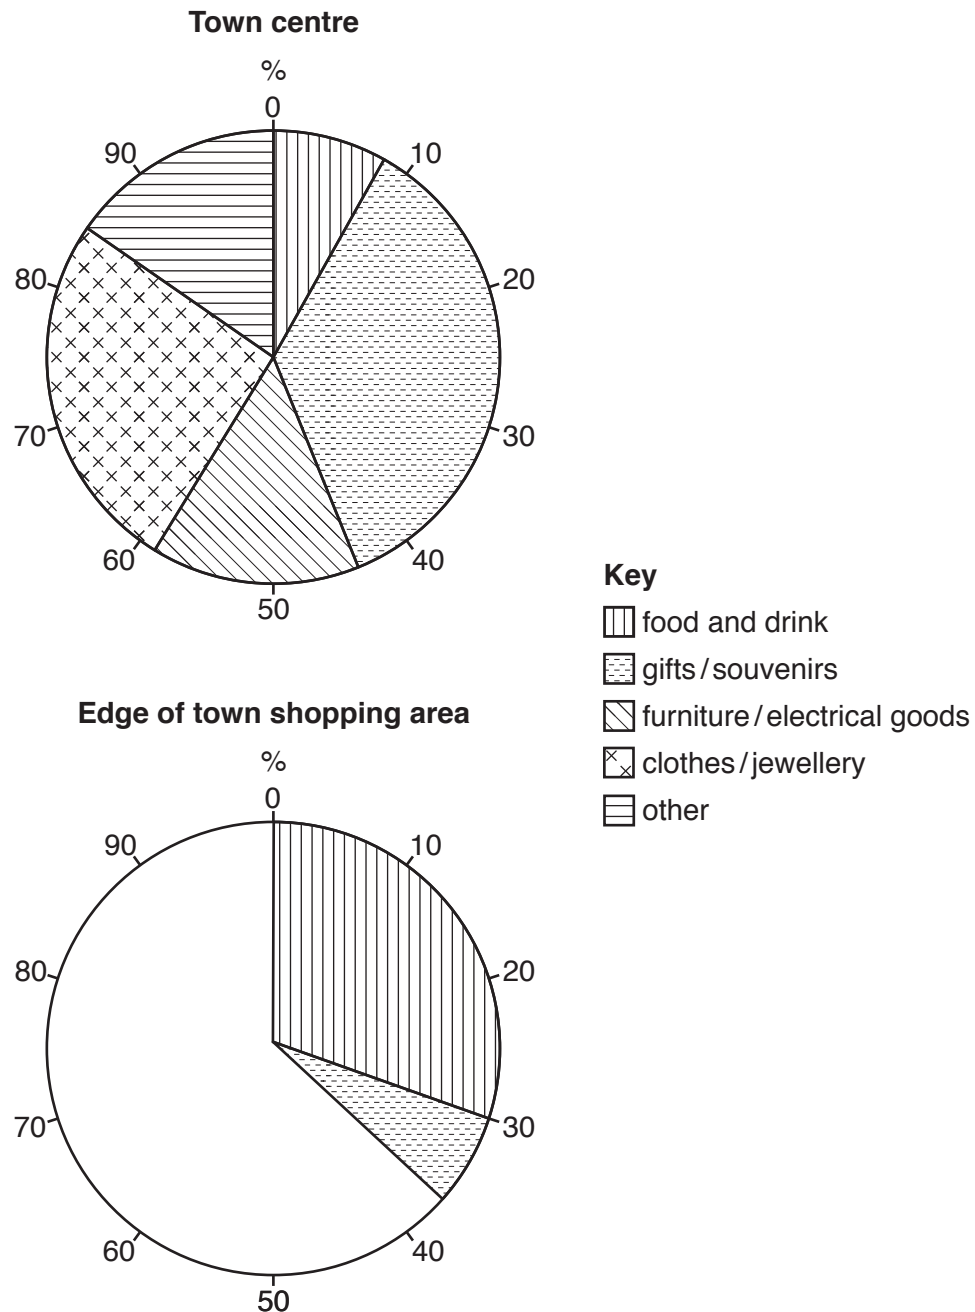 Town centre
%
0
10
20
30
40
50
60
70
80
90
Key
food and drink
gifts / souvenirs
furniture / electrical goods
clothes / jewellery
other
Edge of town shopping area
%
0
10
20
30
40
50
60
70
80
90